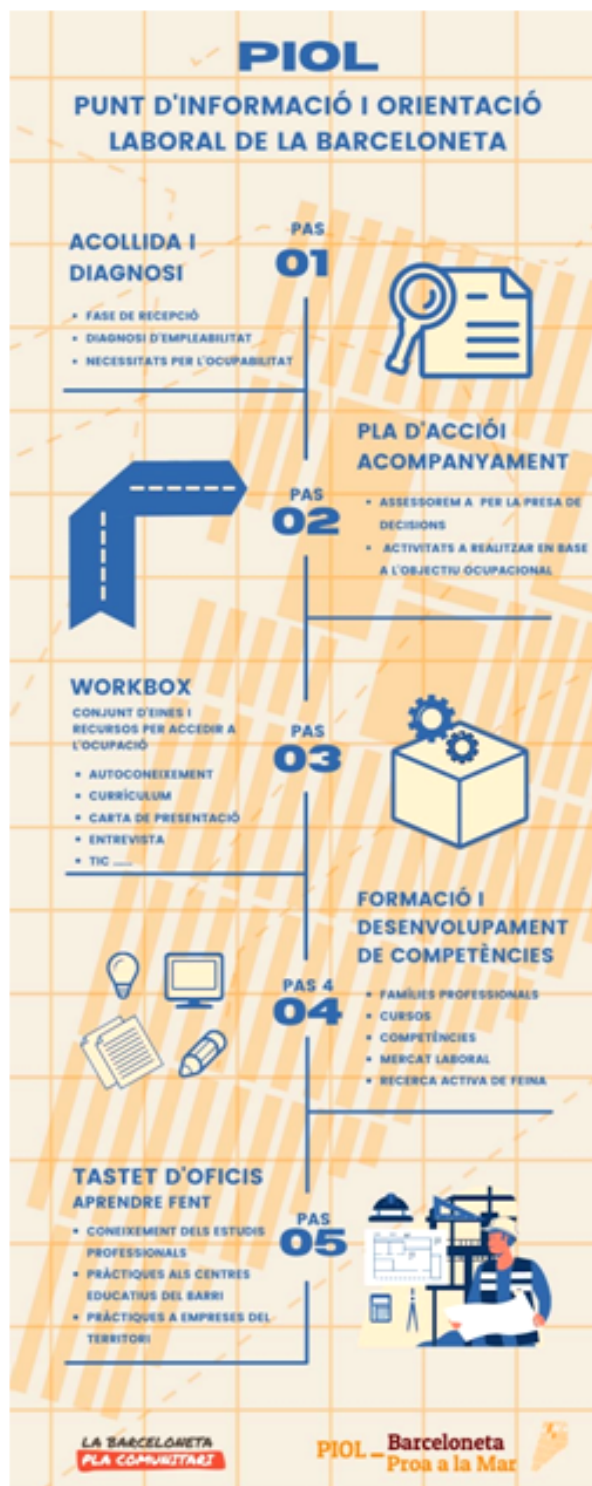 PIOL
PUNT D'INFORMACIÓ I ORIENTACIÓ
LABORAL DE LA BARCELONETA
PAS
01
ACOLLIDA I
DIAGNOSI
• FASE DE RECEPCIÓ
• DIAGNOSI D'EMPLEABILITAT
• NECESSITATS PER L'OCUPABILITAT
PAS
02
PLA D'ACCIÓI
ACOMPANYAMENT
• ASSESSOREM A PER LA PRESA DE
DECISIONS
• ACTIVITATS A REALITZAR EN BASE
A L'OBJECTIU OCUPACIONAL
PAS
03
WORKBOX
CONJUNT D'EINES I
RECURSOS PER ACCEDIR A
L'OCUPACIÓ
• AUTOCONEIXEMENT
• CURRÍCULUM
• CARTA DE PRESENTACIÓ
• ENTREVISTA
• TIC ......
PAS 4
04
FORMACIÓ I
DESENVOLUPAMENT
DE COMPETÈNCIES
• FAMÍLIES PROFESSIONALS
• CURSOS
• COMPETÈNCIES
• MERCAT LABORAL
• RECERCA ACTIVA DE FEINA
PAS
05
TASTET D'OFICIS
APRENDRE FENT
• CONEIXEMENT DELS ESTUDIS
PROFESSIONALS
• PRÀCTIQUES ALS CENTRES
EDUCATIUS DEL BARRI
• PRÀCTIQUES A EMPRESES DEL
TERRITORI
LA BARCELONETA
PLA COMUNITARI
PIOL _ Barceloneta
Proa a la Mar